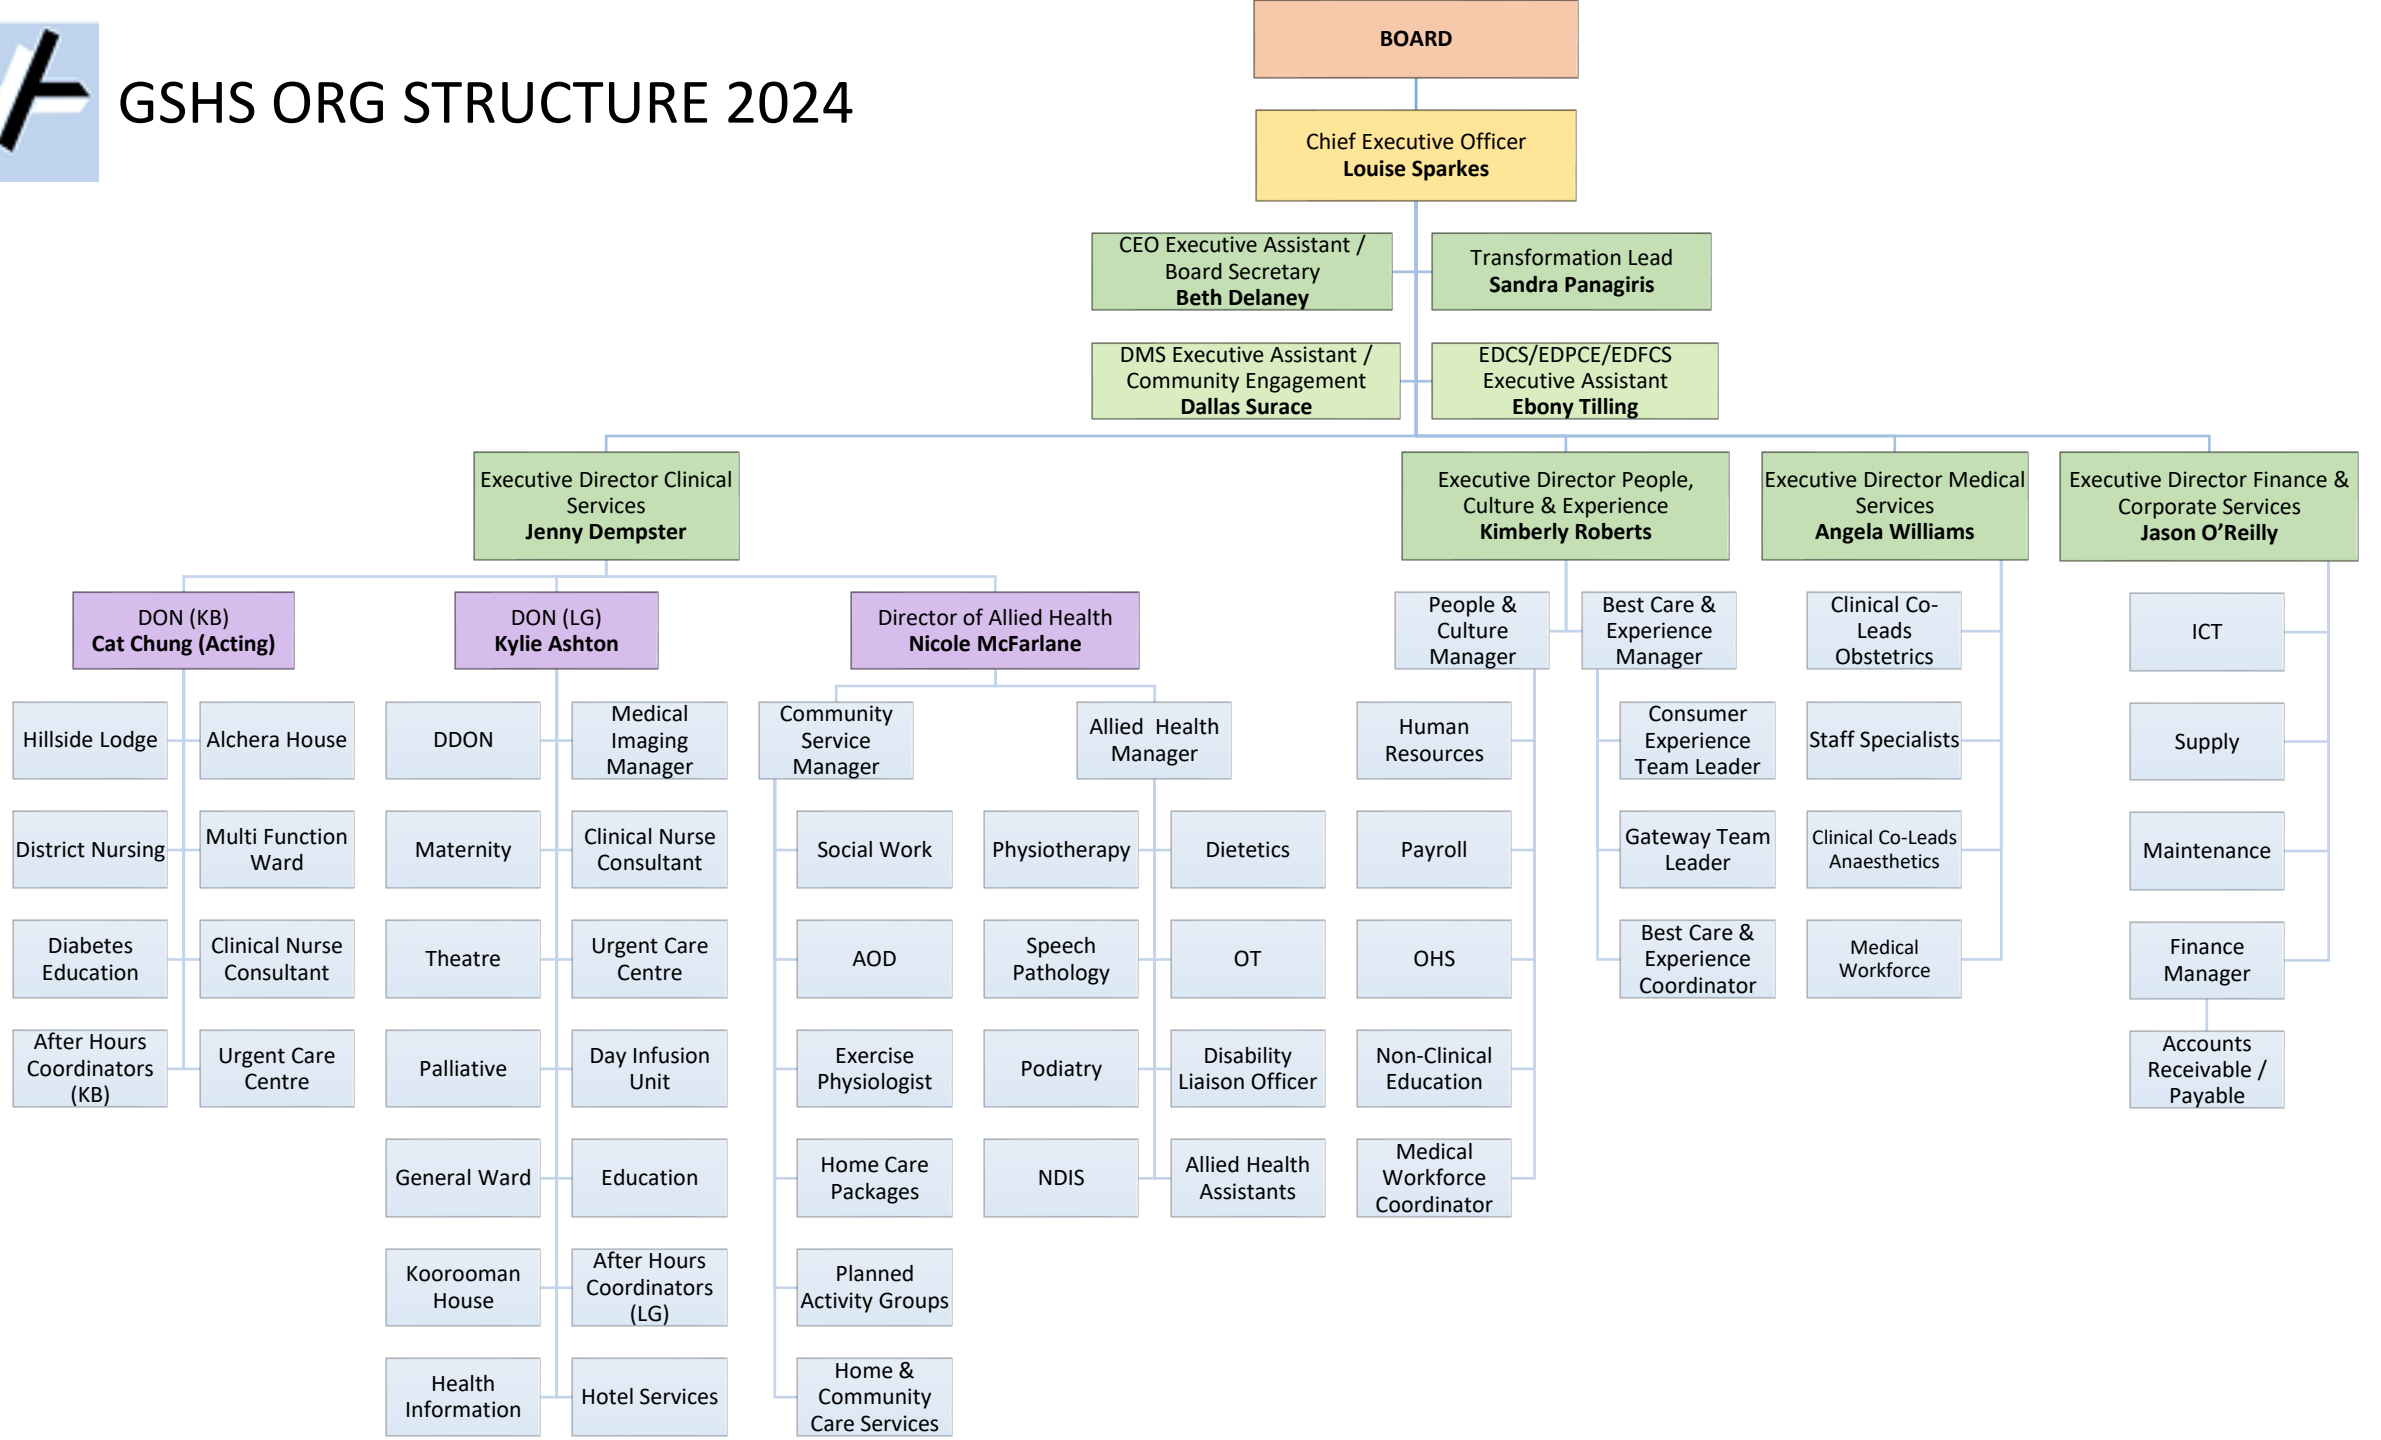 GSHS ORG STRUCTURE 2024
BOARD
Chief Executive Officer
Louise Sparkes
CEO Executive Assistant /
Board Secretary
Beth Delaney
Transformation Lead
Sandra Panagiris
DMS Executive Assistant /
Community Engagement
Dallas Surace
EDCS/EDPCE/EDFCS
Executive Assistant
Ebony Tilling
Executive Director Clinical
Services
Jenny Dempster
Executive Director People,
Culture & Experience
Kimberly Roberts
Executive Director Medical
Services
Angela Williams
Executive Director Finance &
Corporate Services
Jason O’Reilly
DON (KB)
Cat Chung (Acting)
DON (LG)
Kylie Ashton
Director of Allied Health
Nicole McFarlane
People &
Culture
Manager
Best Care &
Experience
Manager
Clinical Co-
Leads
Obstetrics
ICT
Hillside Lodge
Alchera House
DDON
Medical
Imaging
Manager
Community
Service
Manager
Allied  Health
Manager
Human
Resources
Consumer
Experience
Team Leader
Staff Specialists
Supply
District Nursing
Multi Function
Ward
Maternity
Clinical Nurse
Consultant
Social Work
Physiotherapy
Dietetics
Payroll
Gateway Team
Leader
Clinical Co-Leads
Anaesthetics
Maintenance
Diabetes
Education
Clinical Nurse
Consultant
Theatre
Urgent Care
Centre
AOD
Speech
Pathology
OT
OHS
Best Care &
Experience
Coordinator
Medical
Workforce
Finance
Manager
After Hours
Coordinators
(KB)
Urgent Care
Centre
Palliative
Day Infusion
Unit
Exercise
Physiologist
Podiatry
Disability
Liaison Officer
Non-Clinical
Education
Accounts
Receivable /
Payable
General Ward
Education
Home Care
Packages
NDIS
Allied Health
Assistants
Medical
Workforce
Coordinator
Koorooman
House
After Hours
Coordinators
(LG)
Planned
Activity Groups
Health
Information
Hotel Services
Home &
Community
Care Services